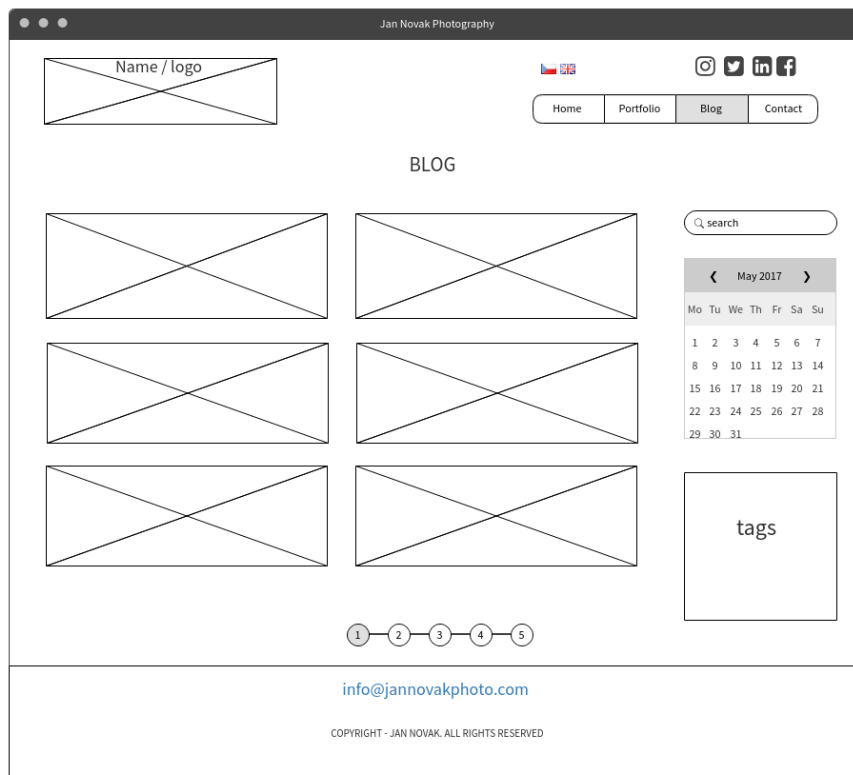 Jan Novak Photography
Name / logo
Home Portfolio Blog Contact
BLOG
search
❮ May 2017 ❯
Mo Tu We Th Fr Sa Su
1 2 3 4 5 6 7
8 9 10 11 12 13 14
15 16 17 18 19 20 21
22 23 24 25 26 27 28
29 30 31
tags
1 2 3 4 5
info@jannovakphoto.com
COPYRIGHT - JAN NOVAK. ALL RIGHTS RESERVED